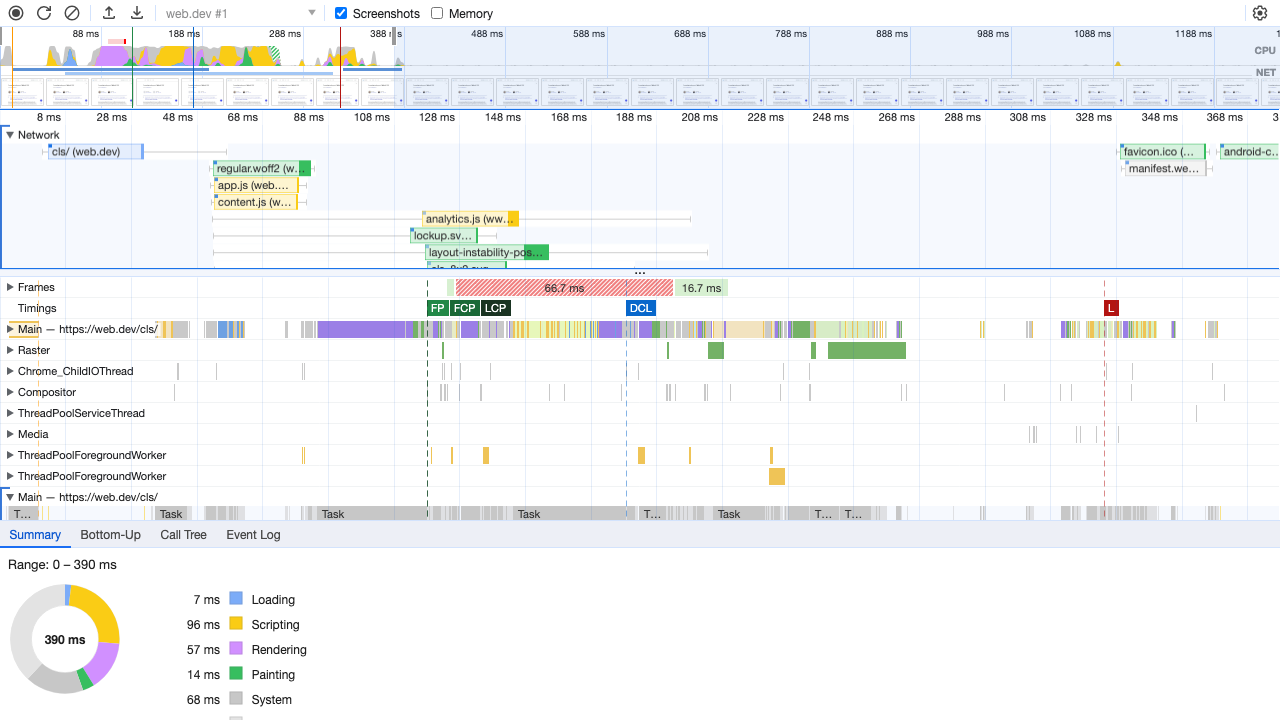 web.dev #1 Screenshots Memory
88 ms 188 ms 288 ms 388 ms 488 ms 588 ms 688 ms 788 ms 888 ms 988 ms 1088 ms 1188 ms
CPU
NET
8 ms 28 ms 48 ms 68 ms 88 ms 108 ms 128 ms 148 ms 168 ms 188 ms 208 ms 228 ms 248 ms 268 ms 288 ms 308 ms 328 ms 348 ms 368 ms 3
Network
cls/ (web.dev) favicon.ico (... android-c...
regular.woff2 (w... manifest.we...
app.js (web....
content.js (w...
analytics.js (ww...
lockup.sv...
layout-instability-pos...
...
Frames 66.7 ms 16.7 ms
Timings FP FCP LCP DCL L
Main — https://web.dev/cls/
Raster
Chrome_ChildIOThread
Compositor
ThreadPoolServiceThread
Media
ThreadPoolForegroundWorker
ThreadPoolForegroundWorker
Main — https://web.dev/cls/
T... Task Task Task T... Task T... T...
Summary Bottom-Up Call Tree Event Log
Range: 0 – 390 ms
7 ms Loading
96 ms Scripting
390 ms
57 ms Rendering
14 ms Painting
68 ms System